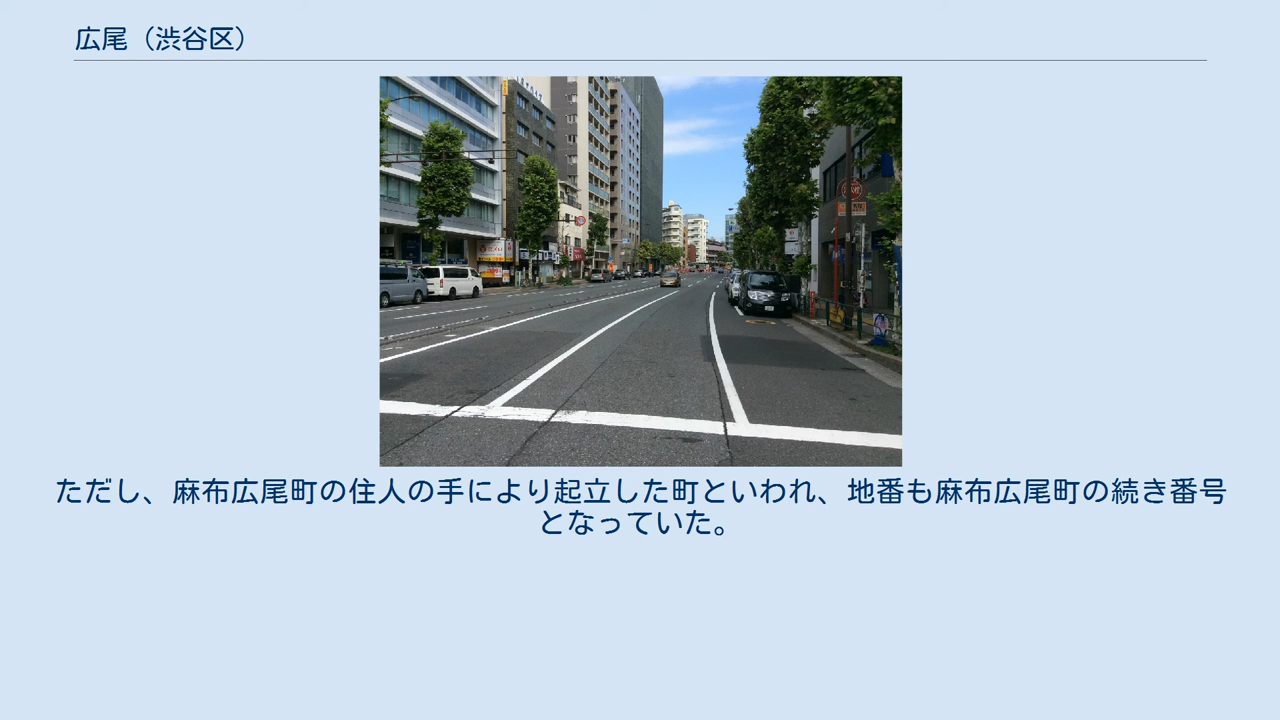 広尾（渋谷区）
ただし、麻布広尾町の住人の手により起立した町といわれ、地番も麻布広尾町の続き番号
となっていた。